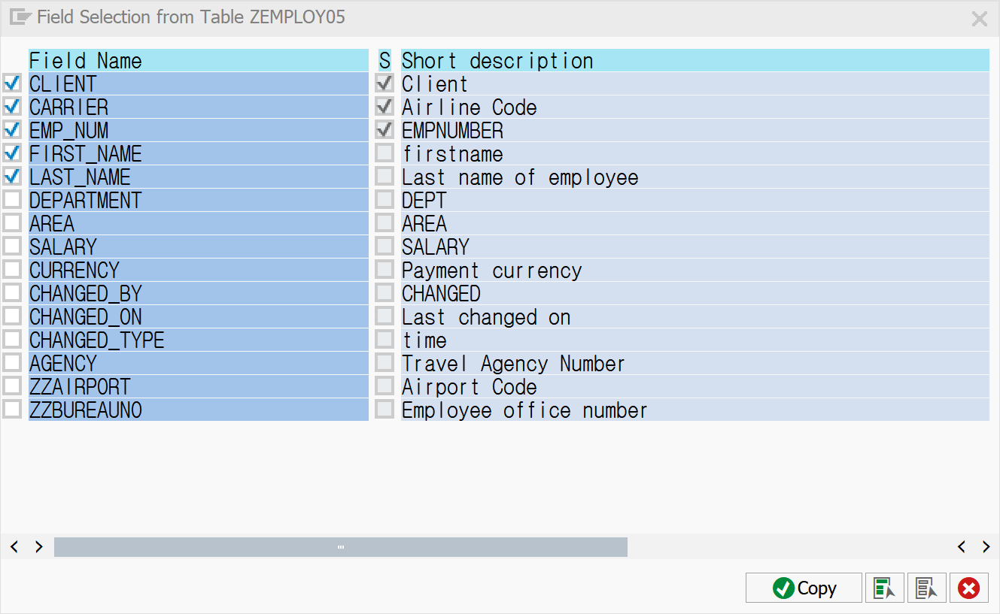 Field Selection from Table ZEMPLOY05
Field Name S Short description
CLIENT Client
CARRIER Airline Code
EMP_NUM EMPNUMBER
FIRST_NAME firstname
LAST_NAME Last name of employee
DEPARTMENT DEPT
AREA AREA
SALARY SALARY
CURRENCY Payment currency
CHANGED_BY CHANGED
CHANGED_ON Last changed on
CHANGED_TYPE time
AGENCY Travel Agency Number
ZZAIRPORT Airport Code
ZZBUREAUNO Employee office number
Copy